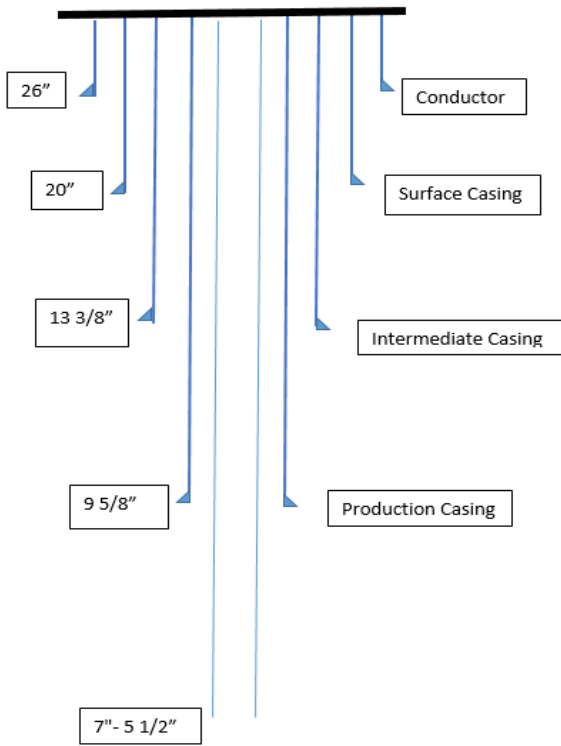 26”
Conductor
20”
Surface Casing
13 3/8”
Intermediate Casing
9 5/8”
Production Casing
7"- 5 1/2”